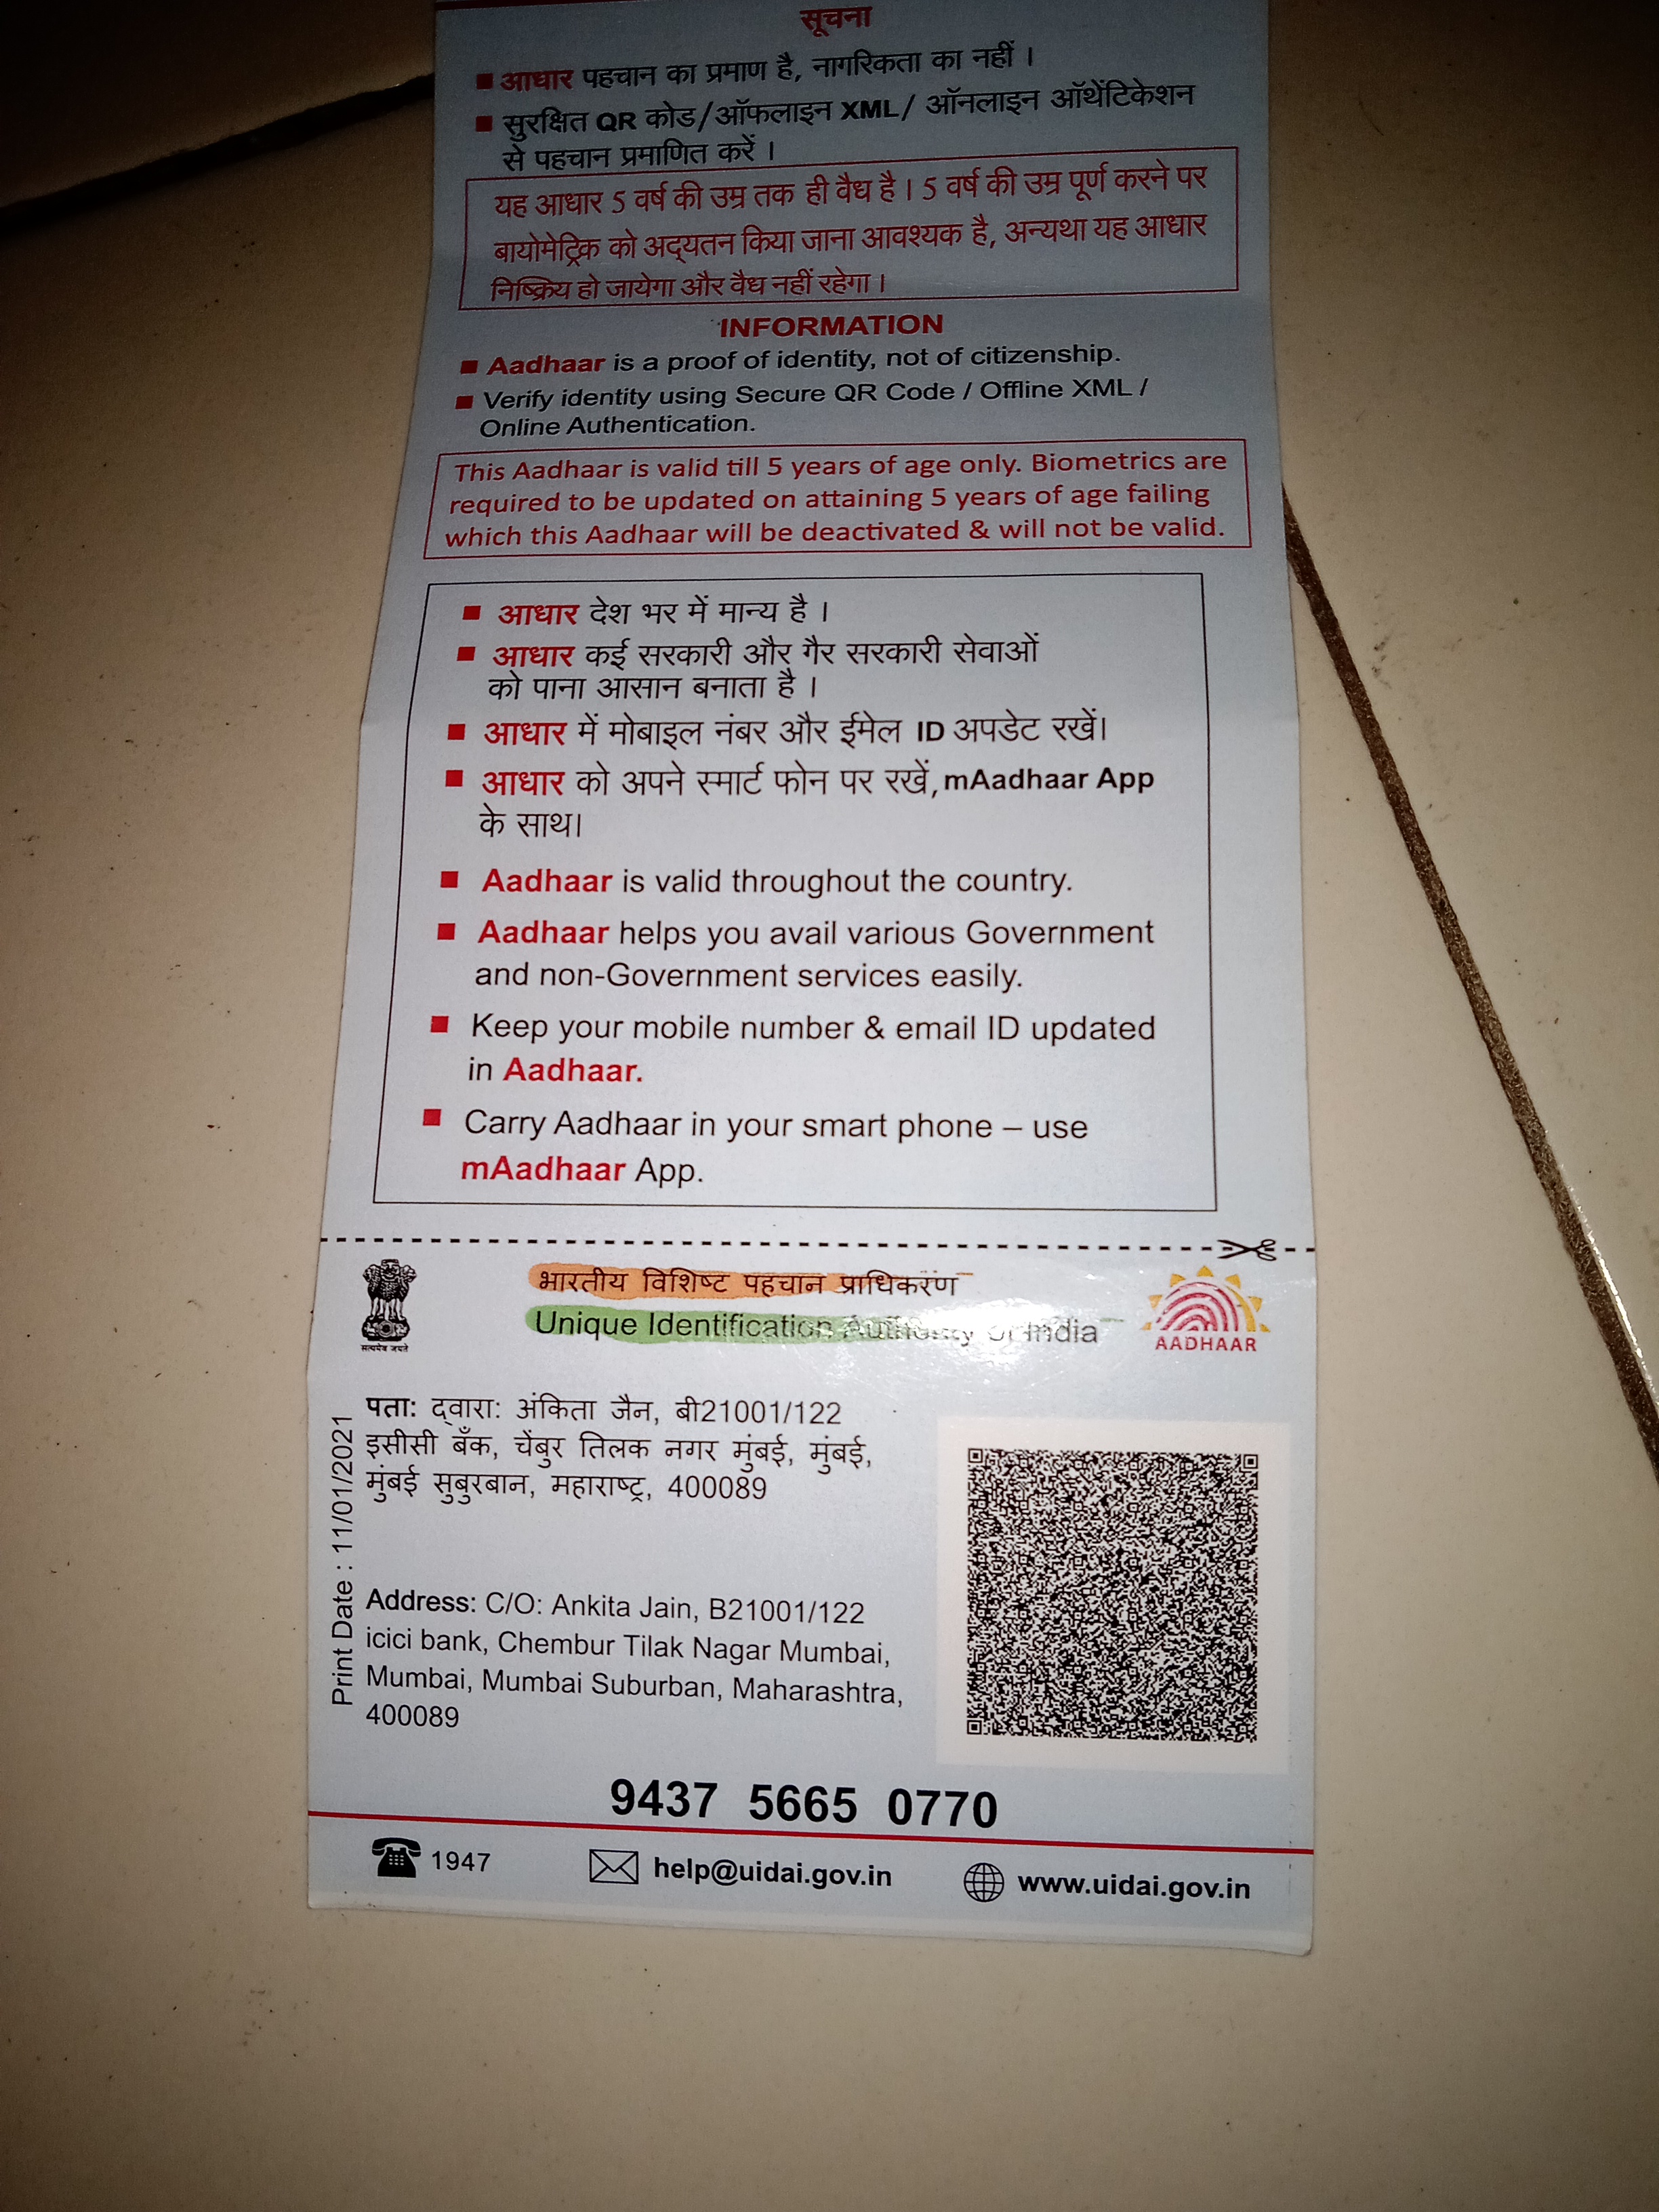 सूचना
आधार पहचान का प्रमाण है, नागरिकता का नहीं ।
सुरक्षित QR कोड/ऑफलाइन XML/ ऑनलाइन ऑथेंटिकेशन
से पहचान प्रमाणित करें ।
यह आधार 5 वर्ष की उम्र तक ही वैध है । 5 वर्ष की उम्र पूर्ण करने पर
बायोमेट्रिक को अद्यतन किया जाना आवश्यक है, अन्यथा यह आधार
निष्क्रिय हो जायेगा और वैध नहीं रहेगा ।
INFORMATION
Aadhaar is a proof of identity, not of citizenship.
Verify identity using Secure QR Code / Offline XML /
Online Authentication.
This Aadhaar is valid till 5 years of age only. Biometrics are
required to be updated on attaining 5 years of age failing
which this Aadhaar will be deactivated & will not be valid.
आधार देश भर में मान्य है ।
आधार कई सरकारी और गैर सरकारी सेवाओं
को पाना आसान बनाता है ।
आधार में मोबाइल नंबर और ईमेल ID अपडेट रखें।
आधार को अपने स्मार्ट फोन पर रखें, mAadhaar App
के साथ।
Aadhaar is valid throughout the country.
Aadhaar helps you avail various Government
and non-Government services easily.
Keep your mobile number & email ID updated
in Aadhaar.
Carry Aadhaar in your smart phone – use
mAadhaar App.
सत्यमेव जयते
भारतीय विशिष्ट पहचान प्राधिकरण
Unique Identification Authority of India
AADHAAR
Print Date : 11/01/2021
पता: द्वारा: अंकिता जैन, बी21001/122
इसीसी बैंक, चेंबुर तिलक नगर मुंबई, मुंबई,
मुंबई सुबुरबान, महाराष्ट्र, 400089
Address: C/O: Ankita Jain, B21001/122
icici bank, Chembur Tilak Nagar Mumbai,
Mumbai, Mumbai Suburban, Maharashtra,
400089
9437 5665 0770
1947
help@uidai.gov.in
www.uidai.gov.in